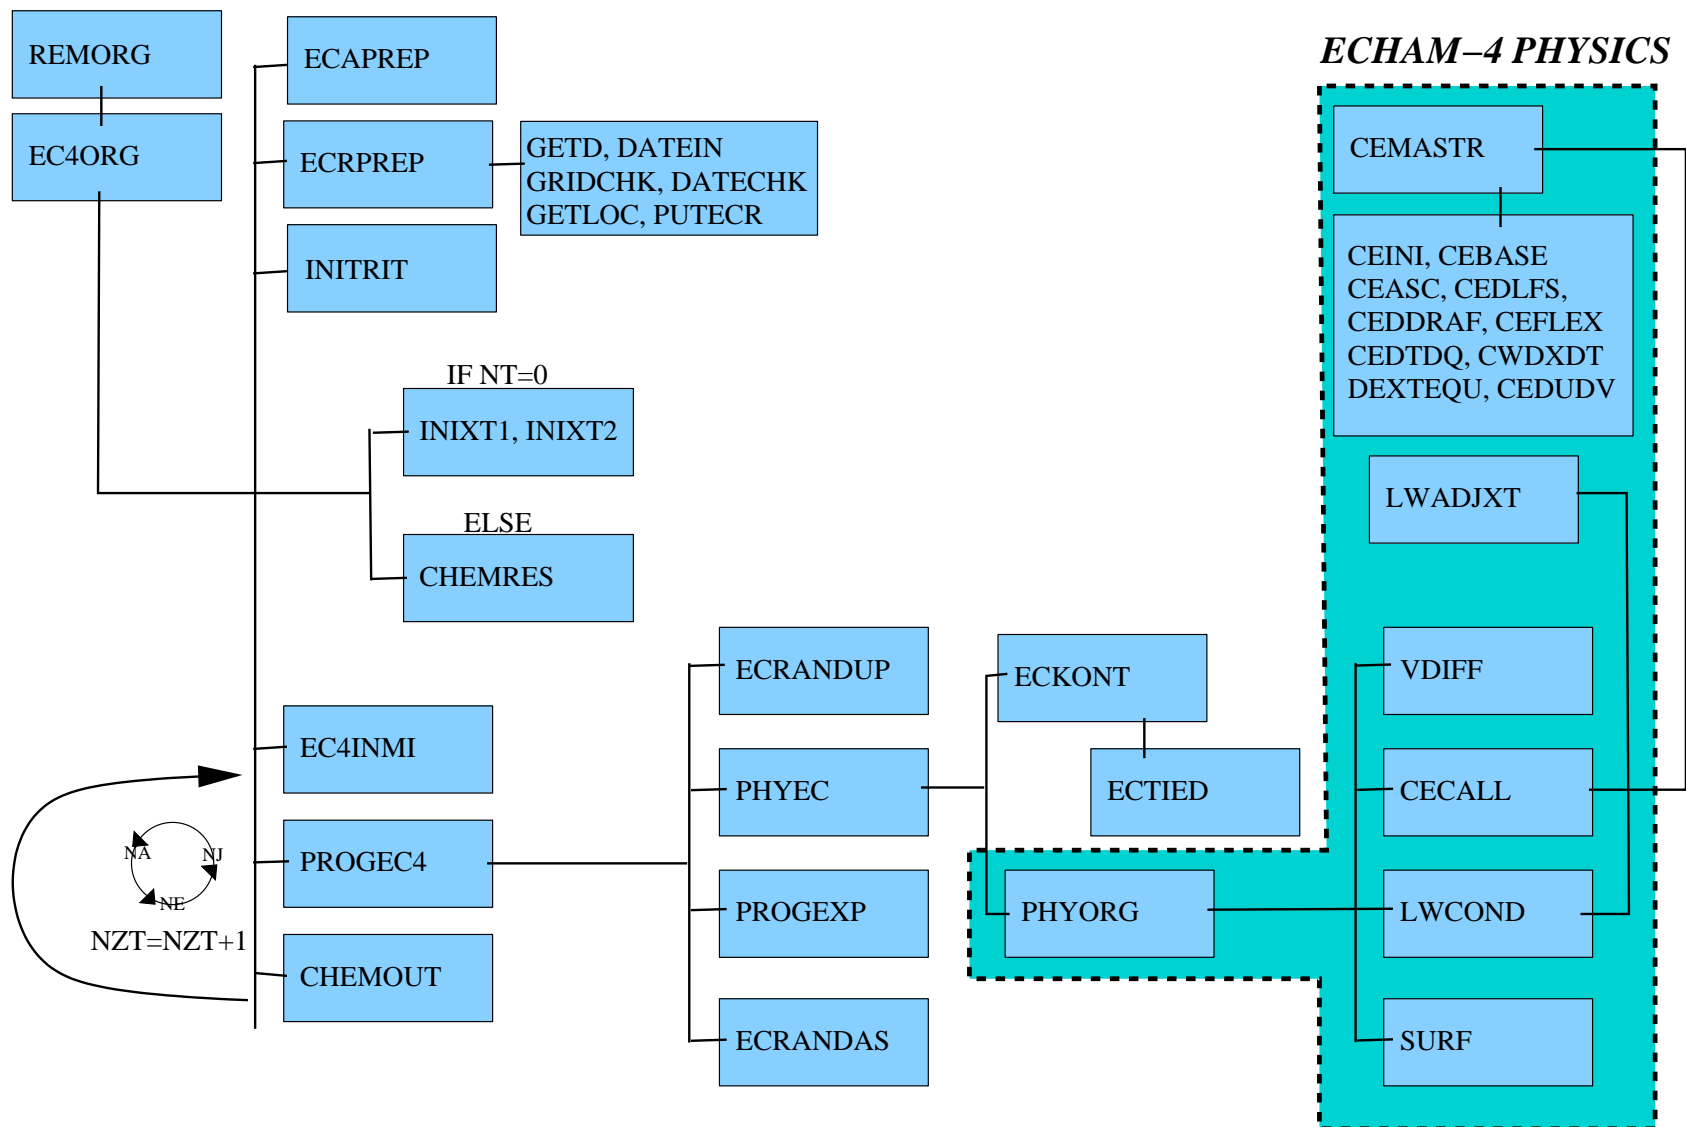 REMORG
EC4ORG
ECAPREP
ECRPREP
GETD, DATEIN
GRIDCHK, DATECHK
GETLOC, PUTECR
INITRIT
IF NT=0
INIXT1, INIXT2
ELSE
CHEMRES
EC4INMI
PROGEC4
CHEMOUT
NA
NJ
NE
NZT=NZT+1
ECRANDUP
PHYEC
PROGEXP
ECRANDAS
ECKONT
ECTIED
PHYORG
ECHAM−4 PHYSICS
CEMASTR
CEINI, CEBASE
CEASC, CEDLFS,
CEDDRAF, CEFLEX
CEDTDQ, CWDXDT
DEXTEQU, CEDUDV
LWADJXT
VDIFF
CECALL
LWCOND
SURF